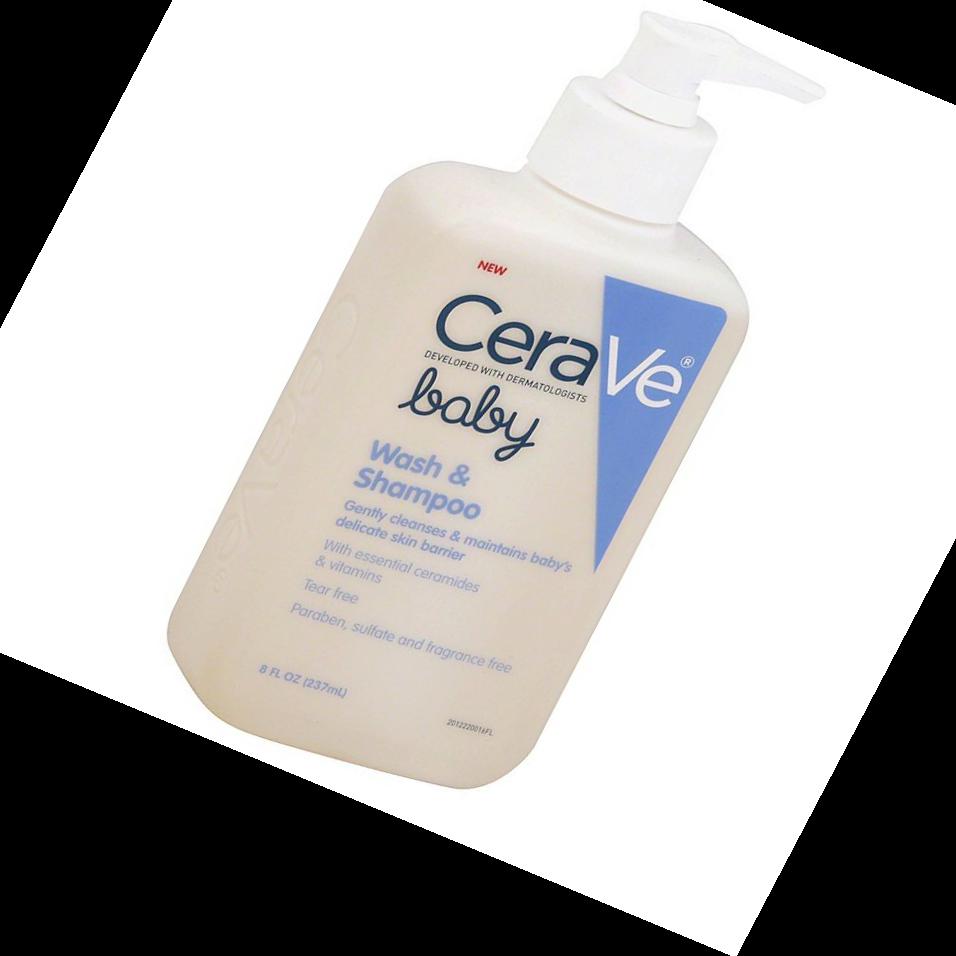 NEW
CeraVe®
DEVELOPED WITH DERMATOLOGISTS
baby
Wash &
Shampoo
Gently cleanses & maintains baby's
delicate skin barrier
With essential ceramides
& vitamins
Tear free
Paraben, sulfate and fragrance free
8 FL OZ (237mL)
2012220016FL
CeraVe®